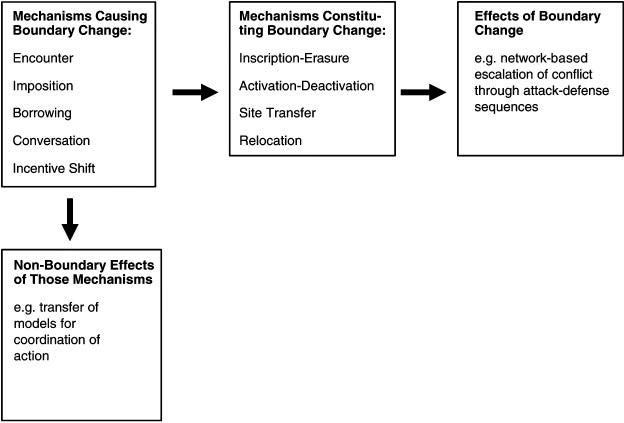 Mechanisms Causing
Boundary Change:
Encounter
Imposition
Borrowing
Conversation
Incentive Shift
Mechanisms Constitu-
ting Boundary Change:
Inscription-Erasure
Activation-Deactivation
Site Transfer
Relocation
Effects of Boundary
Change
e.g. network-based
escalation of conflict
through attack-defense
sequences
Non-Boundary Effects
of Those Mechanisms
e.g. transfer of
models for
coordination of
action